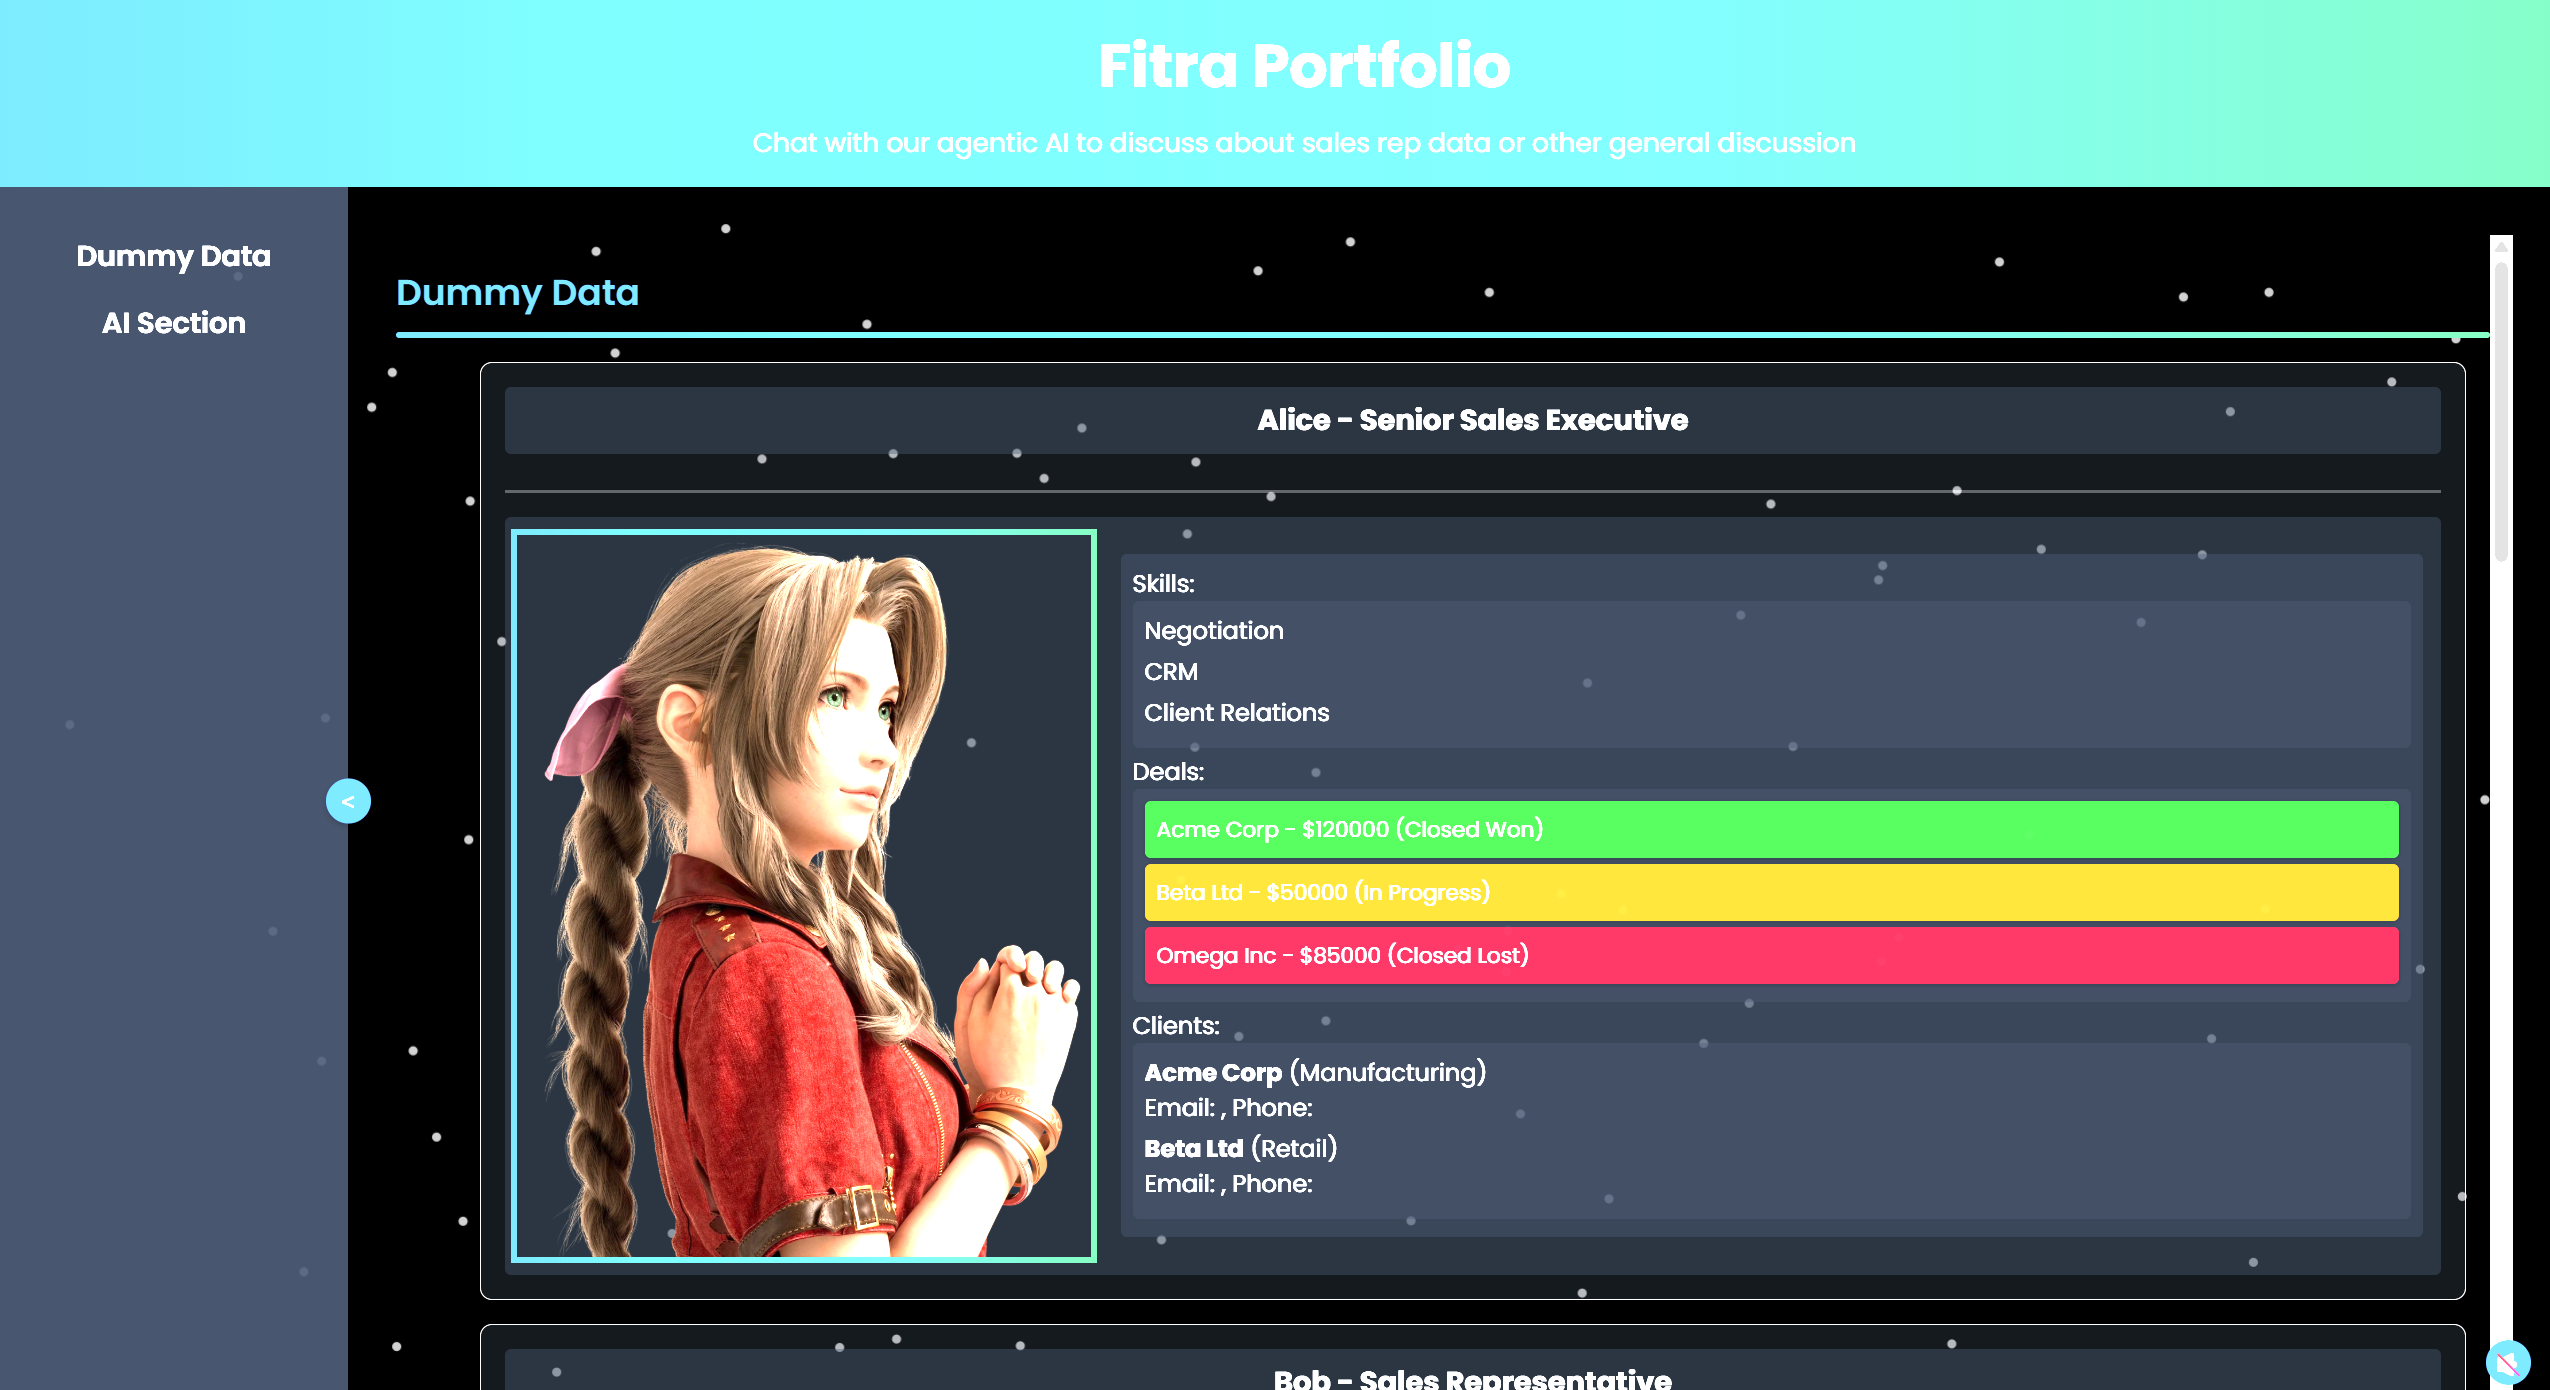 Fitra Portfolio
Chat with our agentic AI to discuss about sales rep data or other general discussion
Dummy Data
AI Section
<
Dummy Data
Alice - Senior Sales Executive
Skills:
Negotiation
CRM
Client Relations
Deals:
Acme Corp - $120000 (Closed Won)
Beta Ltd - $50000 (In Progress)
Omega Inc - $85000 (Closed Lost)
Clients:
Acme Corp (Manufacturing)
Email: , Phone:
Beta Ltd (Retail)
Email: , Phone:
Bob - Sales Representative